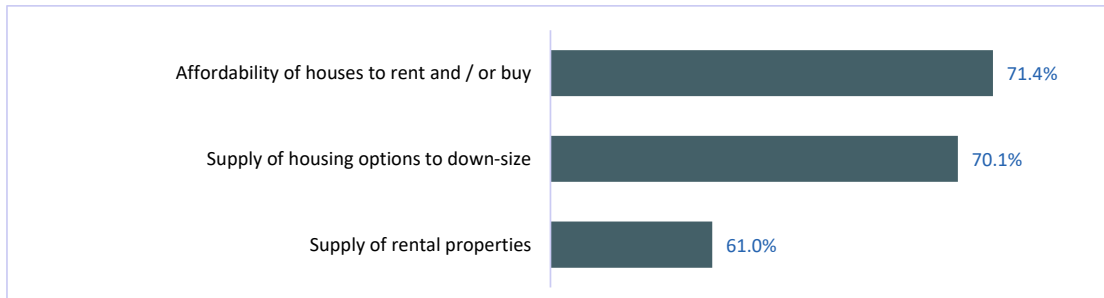 Affordability of houses to rent and / or buy 71.4%
Supply of housing options to down-size 70.1%
Supply of rental properties 61.0%